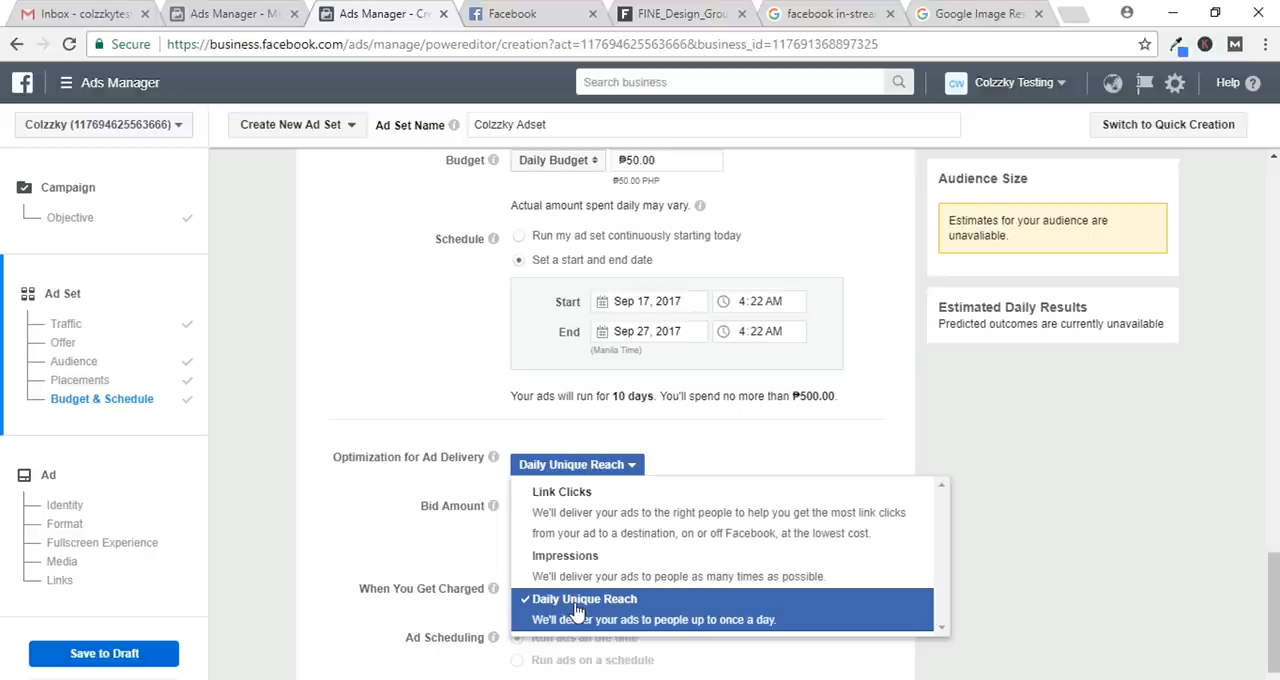 Inbox - colzzkytes
Ads Manager - M
Ads Manager - Cre
Facebook
FINE_Design_Grou
facebook in-strea
Google Image Res
Secure
https://business.facebook.com/ads/manage/powereditor/creation?act=117694625563666&business_id=117691368897325
Ads Manager
Search business
CW
Colzzky Testing
Help
Colzzky (117694625563666)
Create New Ad Set
Ad Set Name
Colzzky Adset
Switch to Quick Creation
Campaign
Objective
Ad Set
Traffic
Offer
Audience
Placements
Budget & Schedule
Ad
Identity
Format
Fullscreen Experience
Media
Links
Save to Draft
Budget
Daily Budget
₱50.00
₱50.00 PHP
Actual amount spent daily may vary.
Schedule
Run my ad set continuously starting today
Set a start and end date
Start
Sep 17, 2017
4:22 AM
End
Sep 27, 2017
4:22 AM
(Manila Time)
Your ads will run for 10 days. You'll spend no more than ₱500.00.
Optimization for Ad Delivery
Daily Unique Reach
Link Clicks
We'll deliver your ads to the right people to help you get the most link clicks
from your ad to a destination, on or off Facebook, at the lowest cost.
Impressions
We'll deliver your ads to people as many times as possible.
Daily Unique Reach
We'll deliver your ads to people up to once a day.
Bid Amount
When You Get Charged
Ad Scheduling
Run ads all the time
Run ads on a schedule
Audience Size
Estimates for your audience are
unavailable.
Estimated Daily Results
Predicted outcomes are currently unavailable